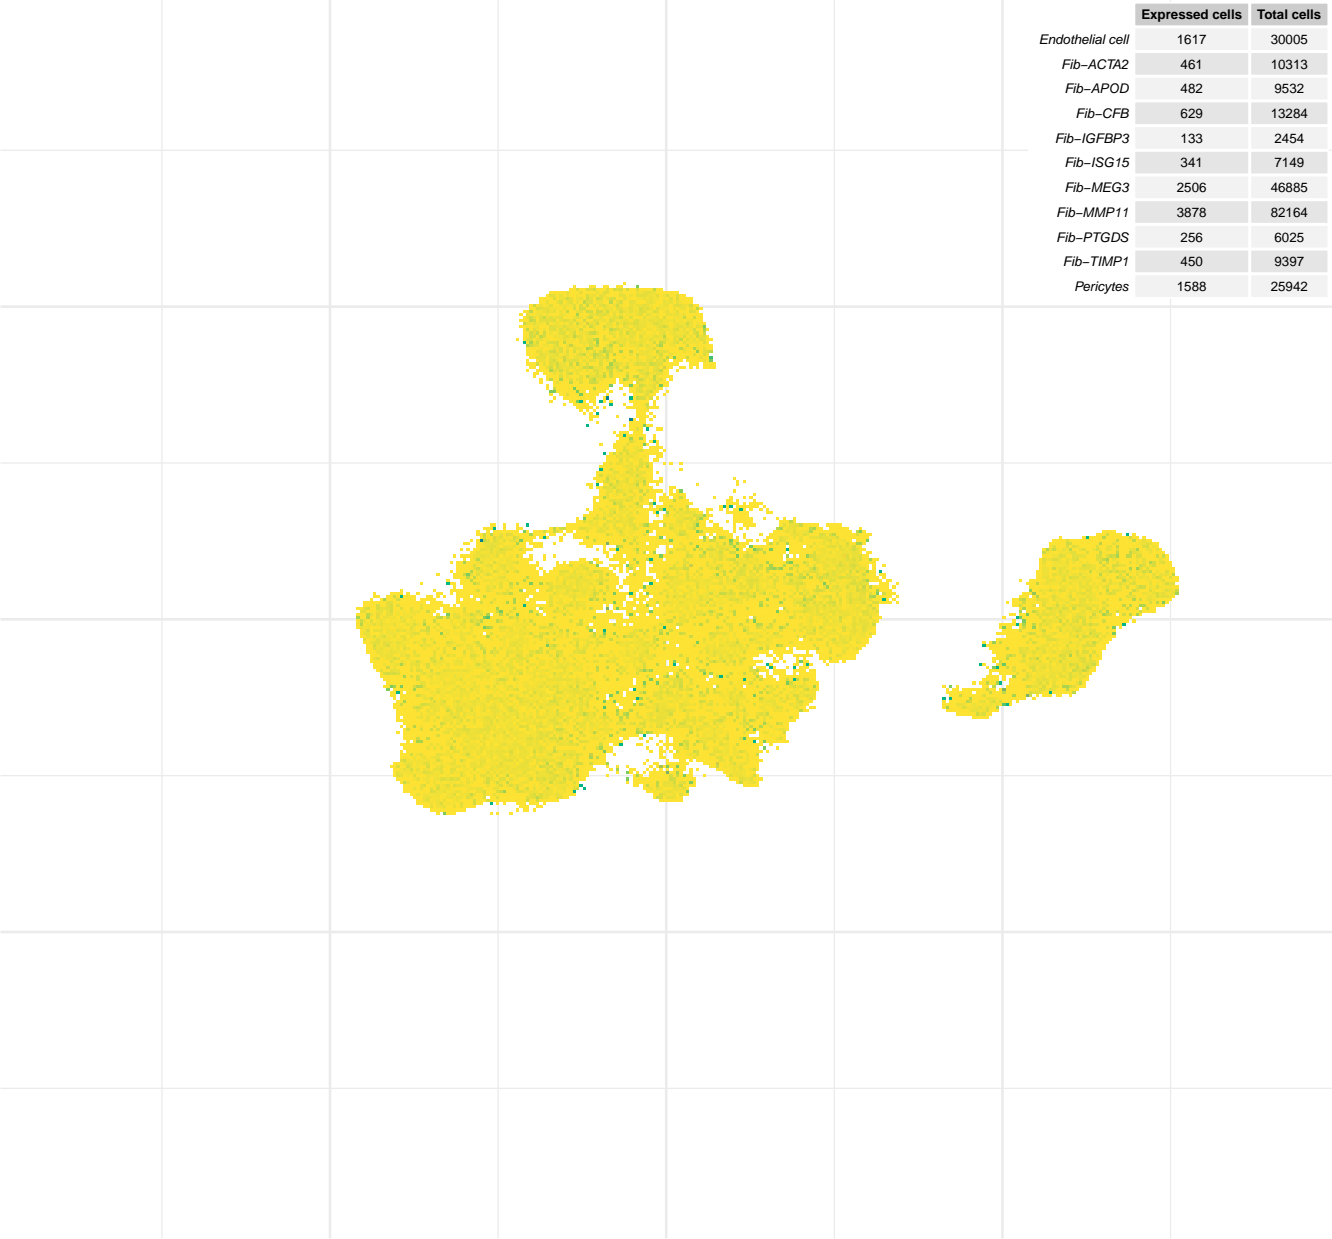 Expressed cells Total cells
Endothelial cell 1617 30005
Fib−ACTA2 461 10313
Fib−APOD 482 9532
Fib−CFB 629 13284
Fib−IGFBP3 133 2454
Fib−ISG15 341 7149
Fib−MEG3 2506 46885
Fib−MMP11 3878 82164
Fib−PTGDS 256 6025
Fib−TIMP1 450 9397
Pericytes 1588 25942